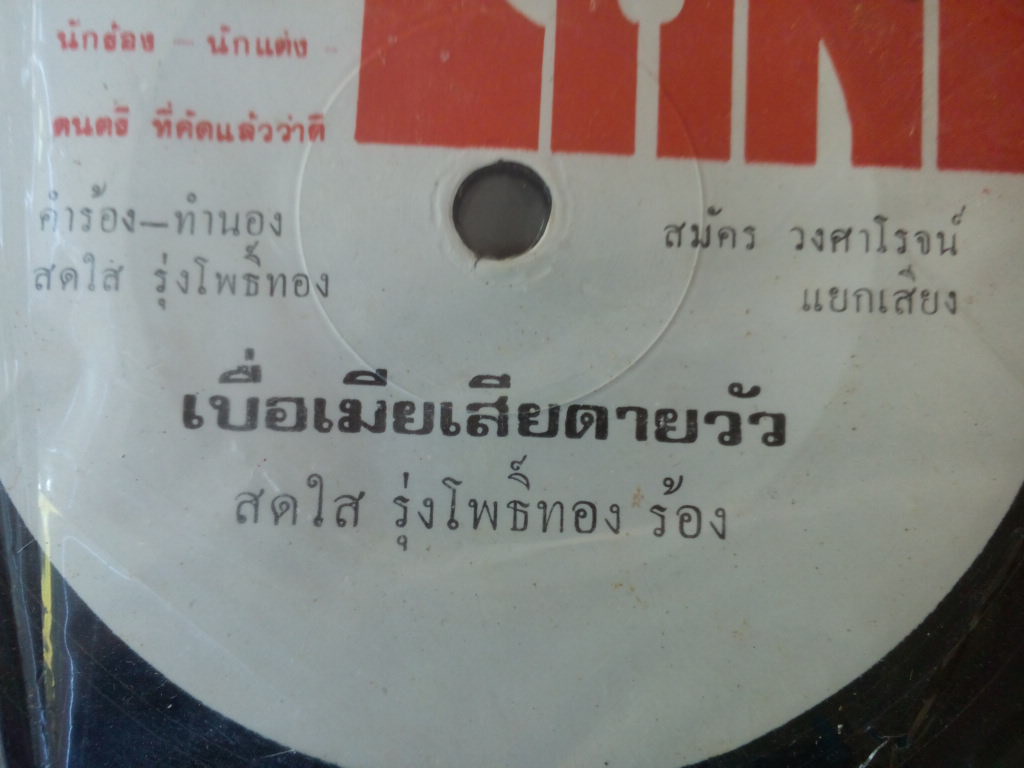 นักร้อง - นักแต่ง -
ดนตรี ที่คัดแล้วว่าดี
คำร้อง-ทำนอง
สดใส รุ่งโพธิ์ทอง
สมัคร วงศาโรจน์
แยกเสียง
เบื่อเมียเสียดายวัว
สดใส รุ่งโพธิ์ทอง ร้อง